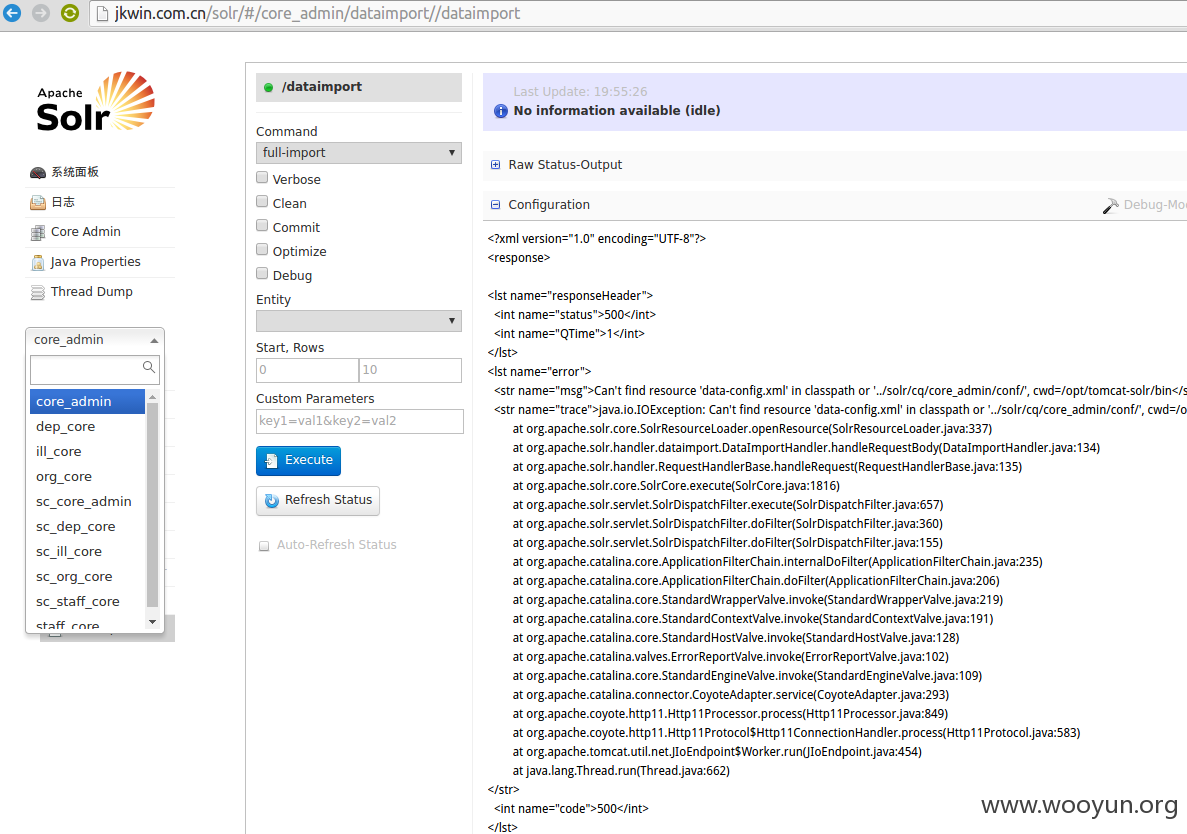 jkwin.com.cn/solr/#/core_admin/dataimport//dataimport
Apache
Solr
系统面板
日志
Core Admin
Java Properties
Thread Dump
core_admin
core_admin
dep_core
ill_core
org_core
sc_core_admin
sc_dep_core
sc_ill_core
sc_org_core
sc_staff_core
staff_core
/dataimport
Command
full-import
Verbose
Clean
Commit
Optimize
Debug
Entity
Start, Rows
0 10
Custom Parameters
key1=val1&key2=val2
Execute
Refresh Status
Auto-Refresh Status
Last Update: 19:55:26
No information available (idle)
Raw Status-Output
Configuration
Debug-Mo
<?xml version="1.0" encoding="UTF-8"?>
<response>
<lst name="responseHeader">
<int name="status">500</int>
<int name="QTime">1</int>
</lst>
<lst name="error">
<str name="msg">Can't find resource 'data-config.xml' in classpath or '../solr/cq/core_admin/conf/', cwd=/opt/tomcat-solr/bin</s
<str name="trace">java.io.IOException: Can't find resource 'data-config.xml' in classpath or '../solr/cq/core_admin/conf/', cwd=/o
at org.apache.solr.core.SolrResourceLoader.openResource(SolrResourceLoader.java:337)
at org.apache.solr.handler.dataimport.DataImportHandler.handleRequestBody(DataImportHandler.java:134)
at org.apache.solr.handler.RequestHandlerBase.handleRequest(RequestHandlerBase.java:135)
at org.apache.solr.core.SolrCore.execute(SolrCore.java:1816)
at org.apache.solr.servlet.SolrDispatchFilter.execute(SolrDispatchFilter.java:657)
at org.apache.solr.servlet.SolrDispatchFilter.doFilter(SolrDispatchFilter.java:360)
at org.apache.solr.servlet.SolrDispatchFilter.doFilter(SolrDispatchFilter.java:155)
at org.apache.catalina.core.ApplicationFilterChain.internalDoFilter(ApplicationFilterChain.java:235)
at org.apache.catalina.core.ApplicationFilterChain.doFilter(ApplicationFilterChain.java:206)
at org.apache.catalina.core.StandardWrapperValve.invoke(StandardWrapperValve.java:219)
at org.apache.catalina.core.StandardContextValve.invoke(StandardContextValve.java:191)
at org.apache.catalina.core.StandardHostValve.invoke(StandardHostValve.java:128)
at org.apache.catalina.valves.ErrorReportValve.invoke(ErrorReportValve.java:102)
at org.apache.catalina.core.StandardEngineValve.invoke(StandardEngineValve.java:109)
at org.apache.catalina.connector.CoyoteAdapter.service(CoyoteAdapter.java:293)
at org.apache.coyote.http11.Http11Processor.process(Http11Processor.java:849)
at org.apache.coyote.http11.Http11Protocol$Http11ConnectionHandler.process(Http11Protocol.java:583)
at org.apache.tomcat.util.net.JIoEndpoint$Worker.run(JIoEndpoint.java:454)
at java.lang.Thread.run(Thread.java:662)
</str>
<int name="code">500</int>
</lst>
www.wooyun.org